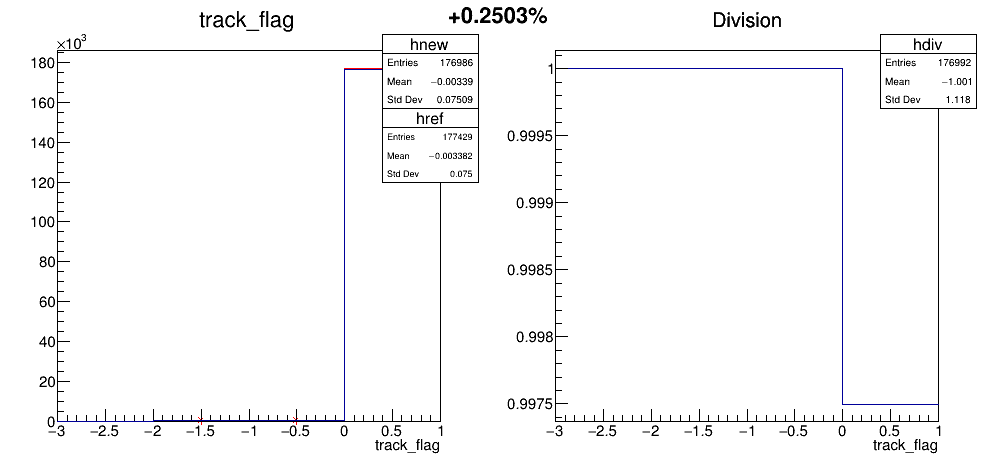 +0.2503%
track_flag
×10³
180
160
140
120
100
80
60
40
20
0
−3 −2.5 −2 −1.5 −1 −0.5 0 0.5 1
track_flag
hnew
Entries 176986
Mean −0.00339
Std Dev 0.07509
href
Entries 177429
Mean −0.003382
Std Dev 0.075
Division
1
0.9995
0.999
0.9985
0.998
0.9975
−3 −2.5 −2 −1.5 −1 −0.5 0 0.5 1
track_flag
hdiv
Entries 176992
Mean −1.001
Std Dev 1.118